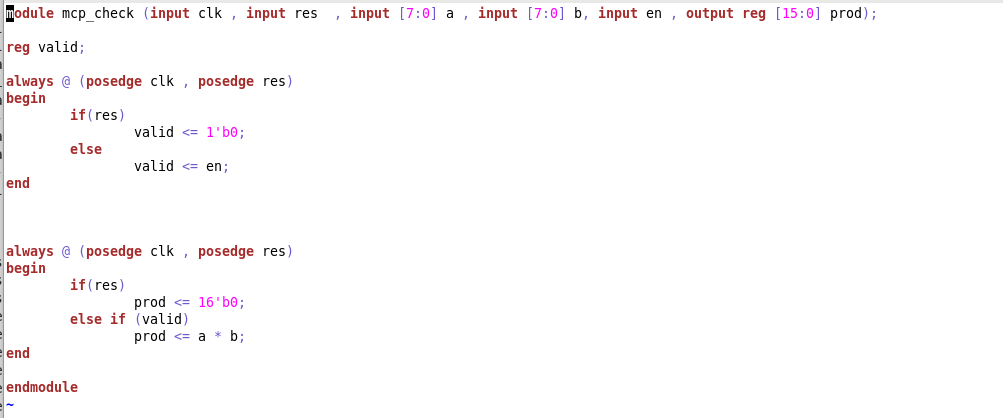 module mcp_check (input clk , input res  , input [7:0] a , input [7:0] b, input en , output reg [15:0] prod);
reg valid;
always @ (posedge clk , posedge res)
begin
        if(res)
                valid <= 1'b0;
        else
                valid <= en;
end
always @ (posedge clk , posedge res)
begin
        if(res)
                prod <= 16'b0;
        else if (valid)
                prod <= a * b;
end
endmodule
~